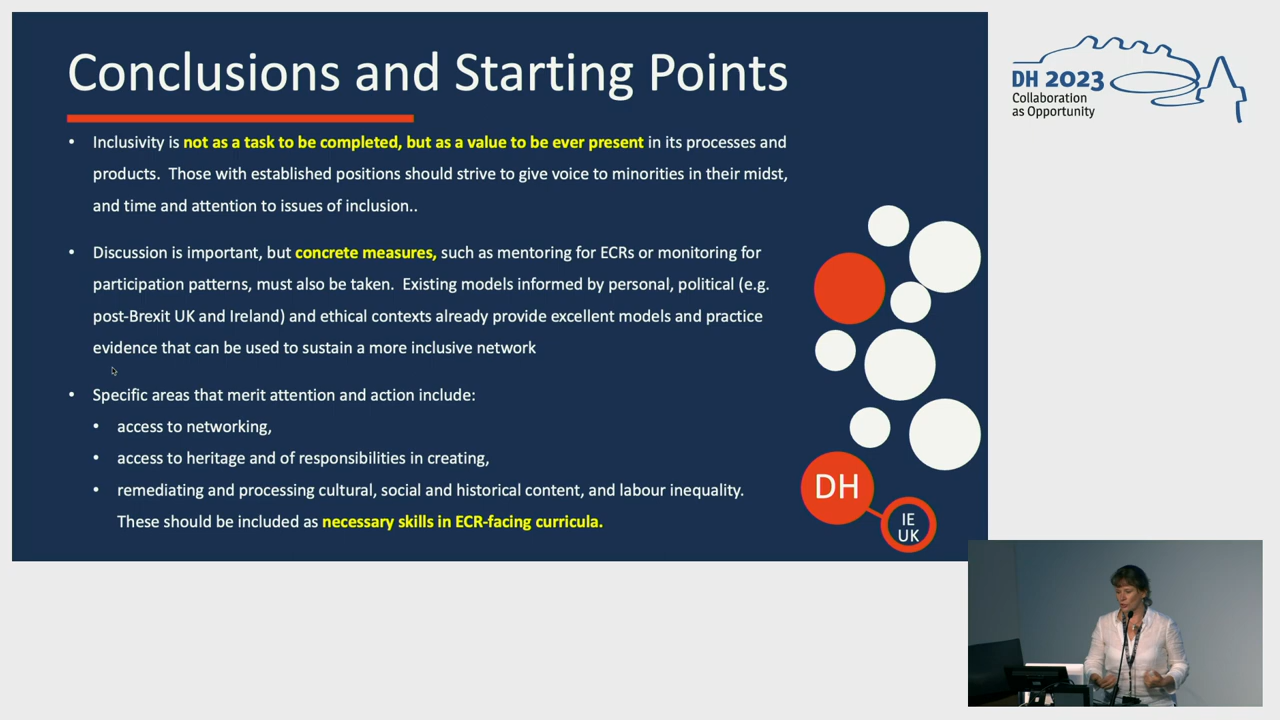 Conclusions and Starting Points
• Inclusivity is not as a task to be completed, but as a value to be ever present in its processes and
products. Those with established positions should strive to give voice to minorities in their midst,
and time and attention to issues of inclusion..
• Discussion is important, but concrete measures, such as mentoring for ECRs or monitoring for
participation patterns, must also be taken. Existing models informed by personal, political (e.g.
post-Brexit UK and Ireland) and ethical contexts already provide excellent models and practice
evidence that can be used to sustain a more inclusive network
• Specific areas that merit attention and action include:
• access to networking,
• access to heritage and of responsibilities in creating,
• remediating and processing cultural, social and historical content, and labour inequality.
These should be included as necessary skills in ECR-facing curricula.
DH
IE
UK
DH 2023
Collaboration
as Opportunity